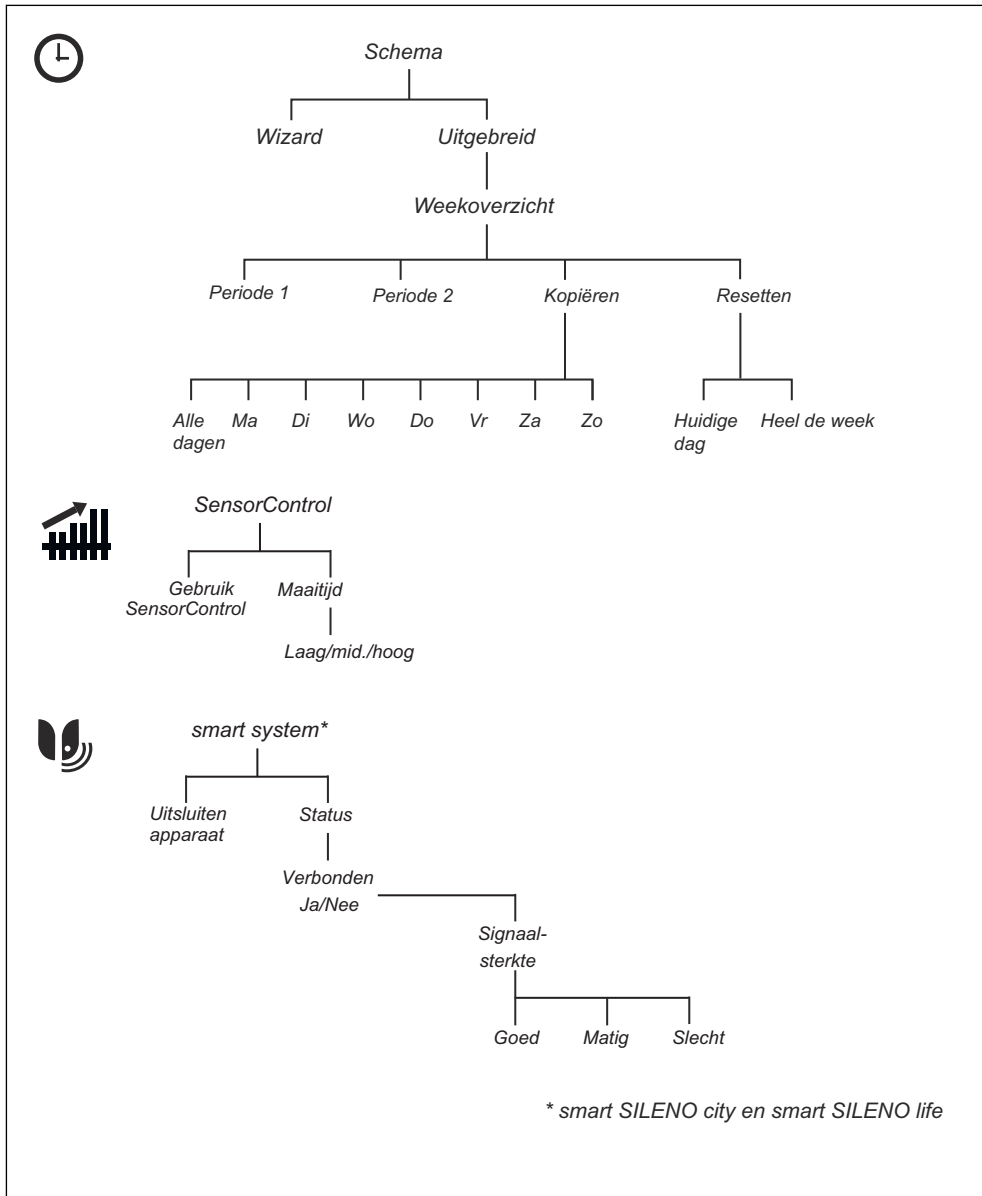 Schema
Wizard Uitgebreid
Weekoverzicht
Periode 1 Periode 2 Kopiëren Resetten
Alle dagen Ma Di Wo Do Vr Za Zo Huidige dag Heel de week
SensorControl
Gebruik SensorControl Maaitijd
Laag/mid./hoog
smart system*
Uitsluiten apparaat Status
Verbonden
Ja/Nee
Signaal-
sterkte
Goed Matig Slecht
* smart SILENO city en smart SILENO life